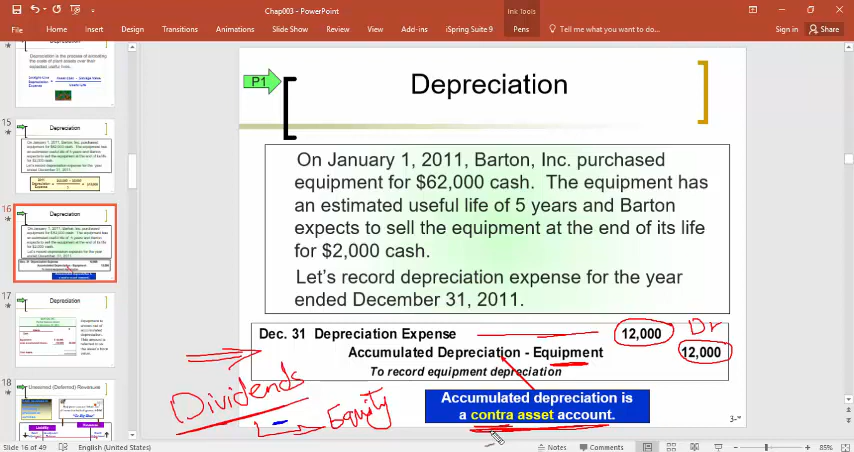 Chap003 - PowerPoint
Ink Tools
Sign in
Share
File
Home
Insert
Design
Transitions
Animations
Slide Show
Review
View
Add-ins
iSpring Suite 9
Pens
Tell me what you want to do...
15
16
17
18
Depreciation
Depreciation
Depreciation
P1
Depreciation
On January 1, 2011, Barton, Inc. purchased
equipment for $62,000 cash. The equipment has
an estimated useful life of 5 years and Barton
expects to sell the equipment at the end of its life
for $2,000 cash.
Let's record depreciation expense for the year
ended December 31, 2011.
Dr
Dec. 31 Depreciation Expense 12,000
Accumulated Depreciation - Equipment 12,000
To record equipment depreciation
Dividends
Equity
Accumulated depreciation is
a contra asset account.
3-*
Slide 16 of 49
English (United States)
Notes
Comments
85%